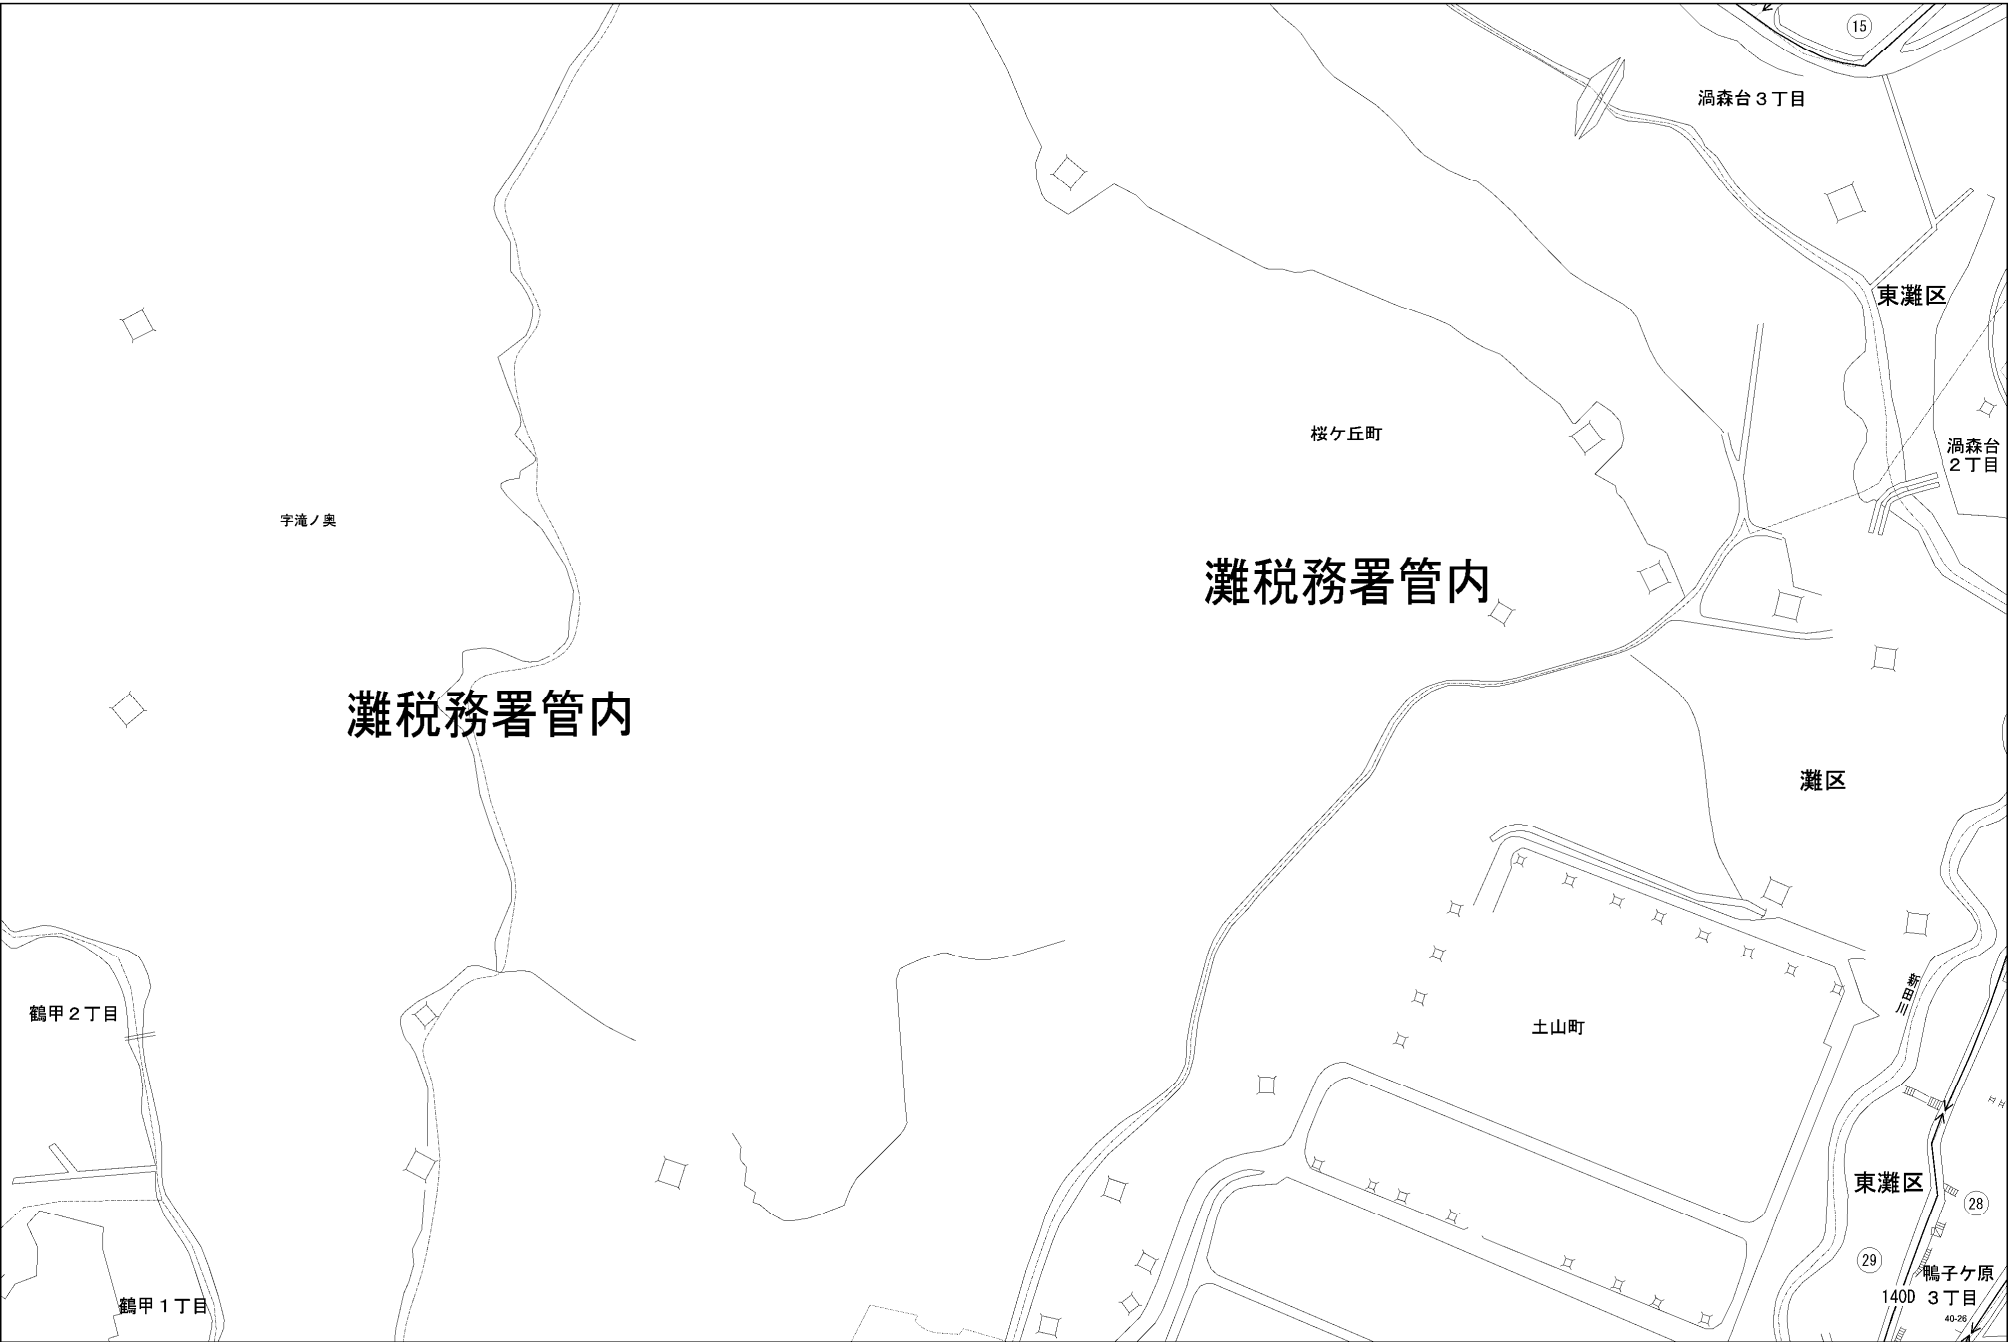 15
渦森台3丁目
東灘区
桜ケ丘町
渦森台
2丁目
字滝ノ奥
灘税務署管内
灘税務署管内
灘区
新田川
鶴甲2丁目
土山町
東灘区
28
29
鴨子ケ原
3丁目
140D
40-26
鶴甲1丁目